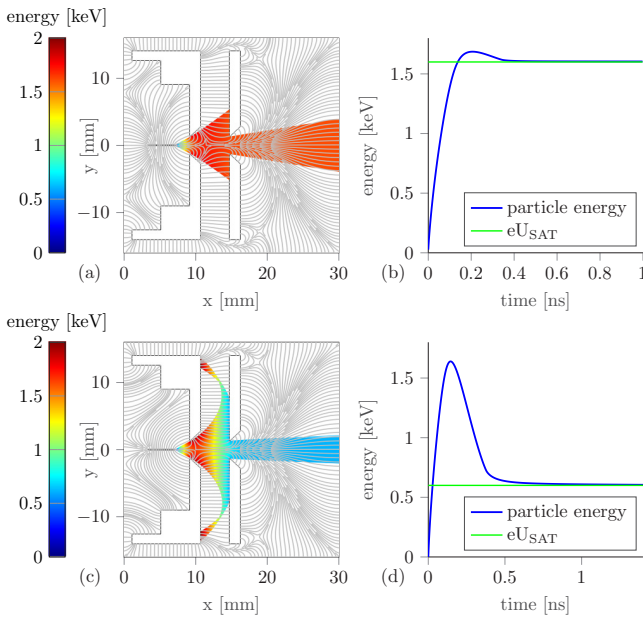 energy [keV]
2
1.5
1
0.5
0
10
0
−10
y [mm]
0
10
20
30
x [mm]
(a)
1.5
1
0.5
0
energy [keV]
particle energy
eU_SAT
0
0.2
0.4
0.6
0.8
1
time [ns]
(b)
energy [keV]
2
1.5
1
0.5
0
10
0
−10
y [mm]
0
10
20
30
x [mm]
(c)
1.5
1
0.5
0
energy [keV]
particle energy
eU_SAT
0
0.5
1
time [ns]
(d)